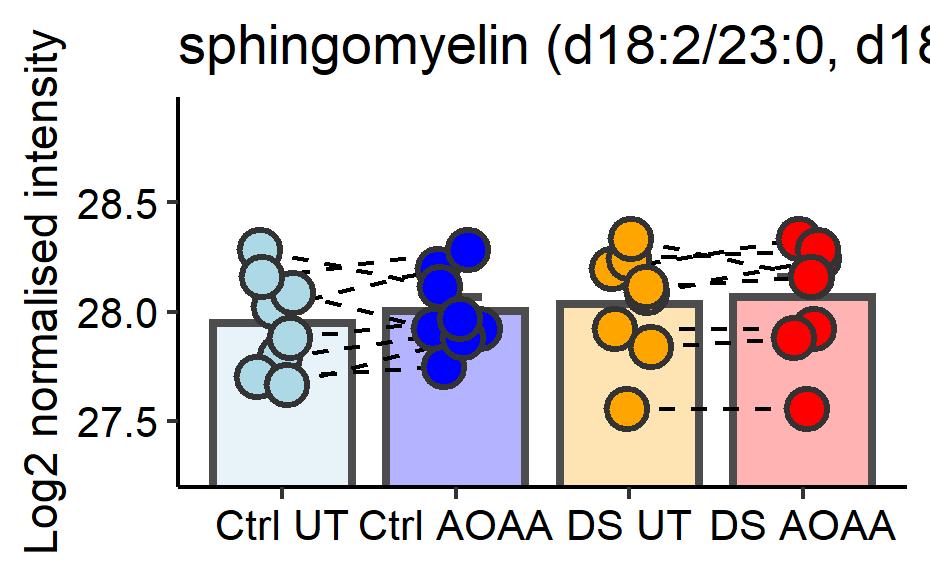 sphingomyelin (d18:2/23:0, d18
Log2 normalised intensity
28.5
28.0
27.5
Ctrl UT Ctrl AOAA DS UT DS AOAA